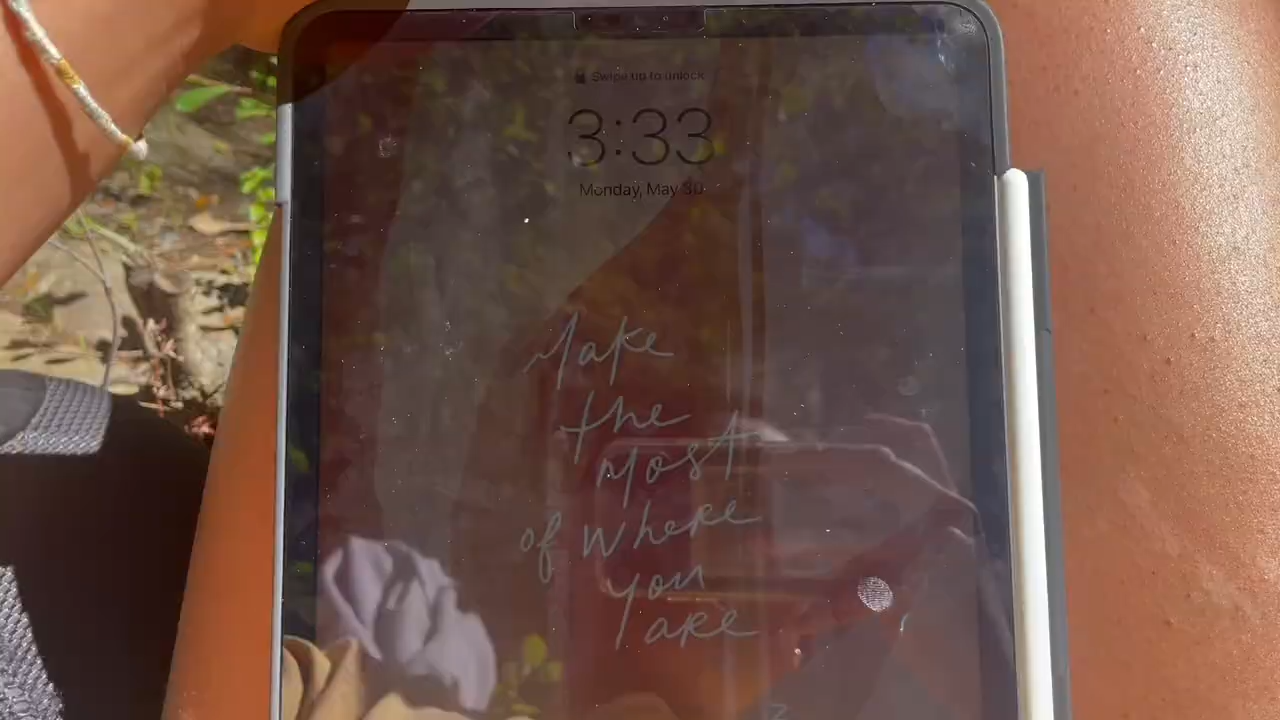 Swipe up to unlock
3:33
Monday, May 30
Make
the
most
of where
you
are